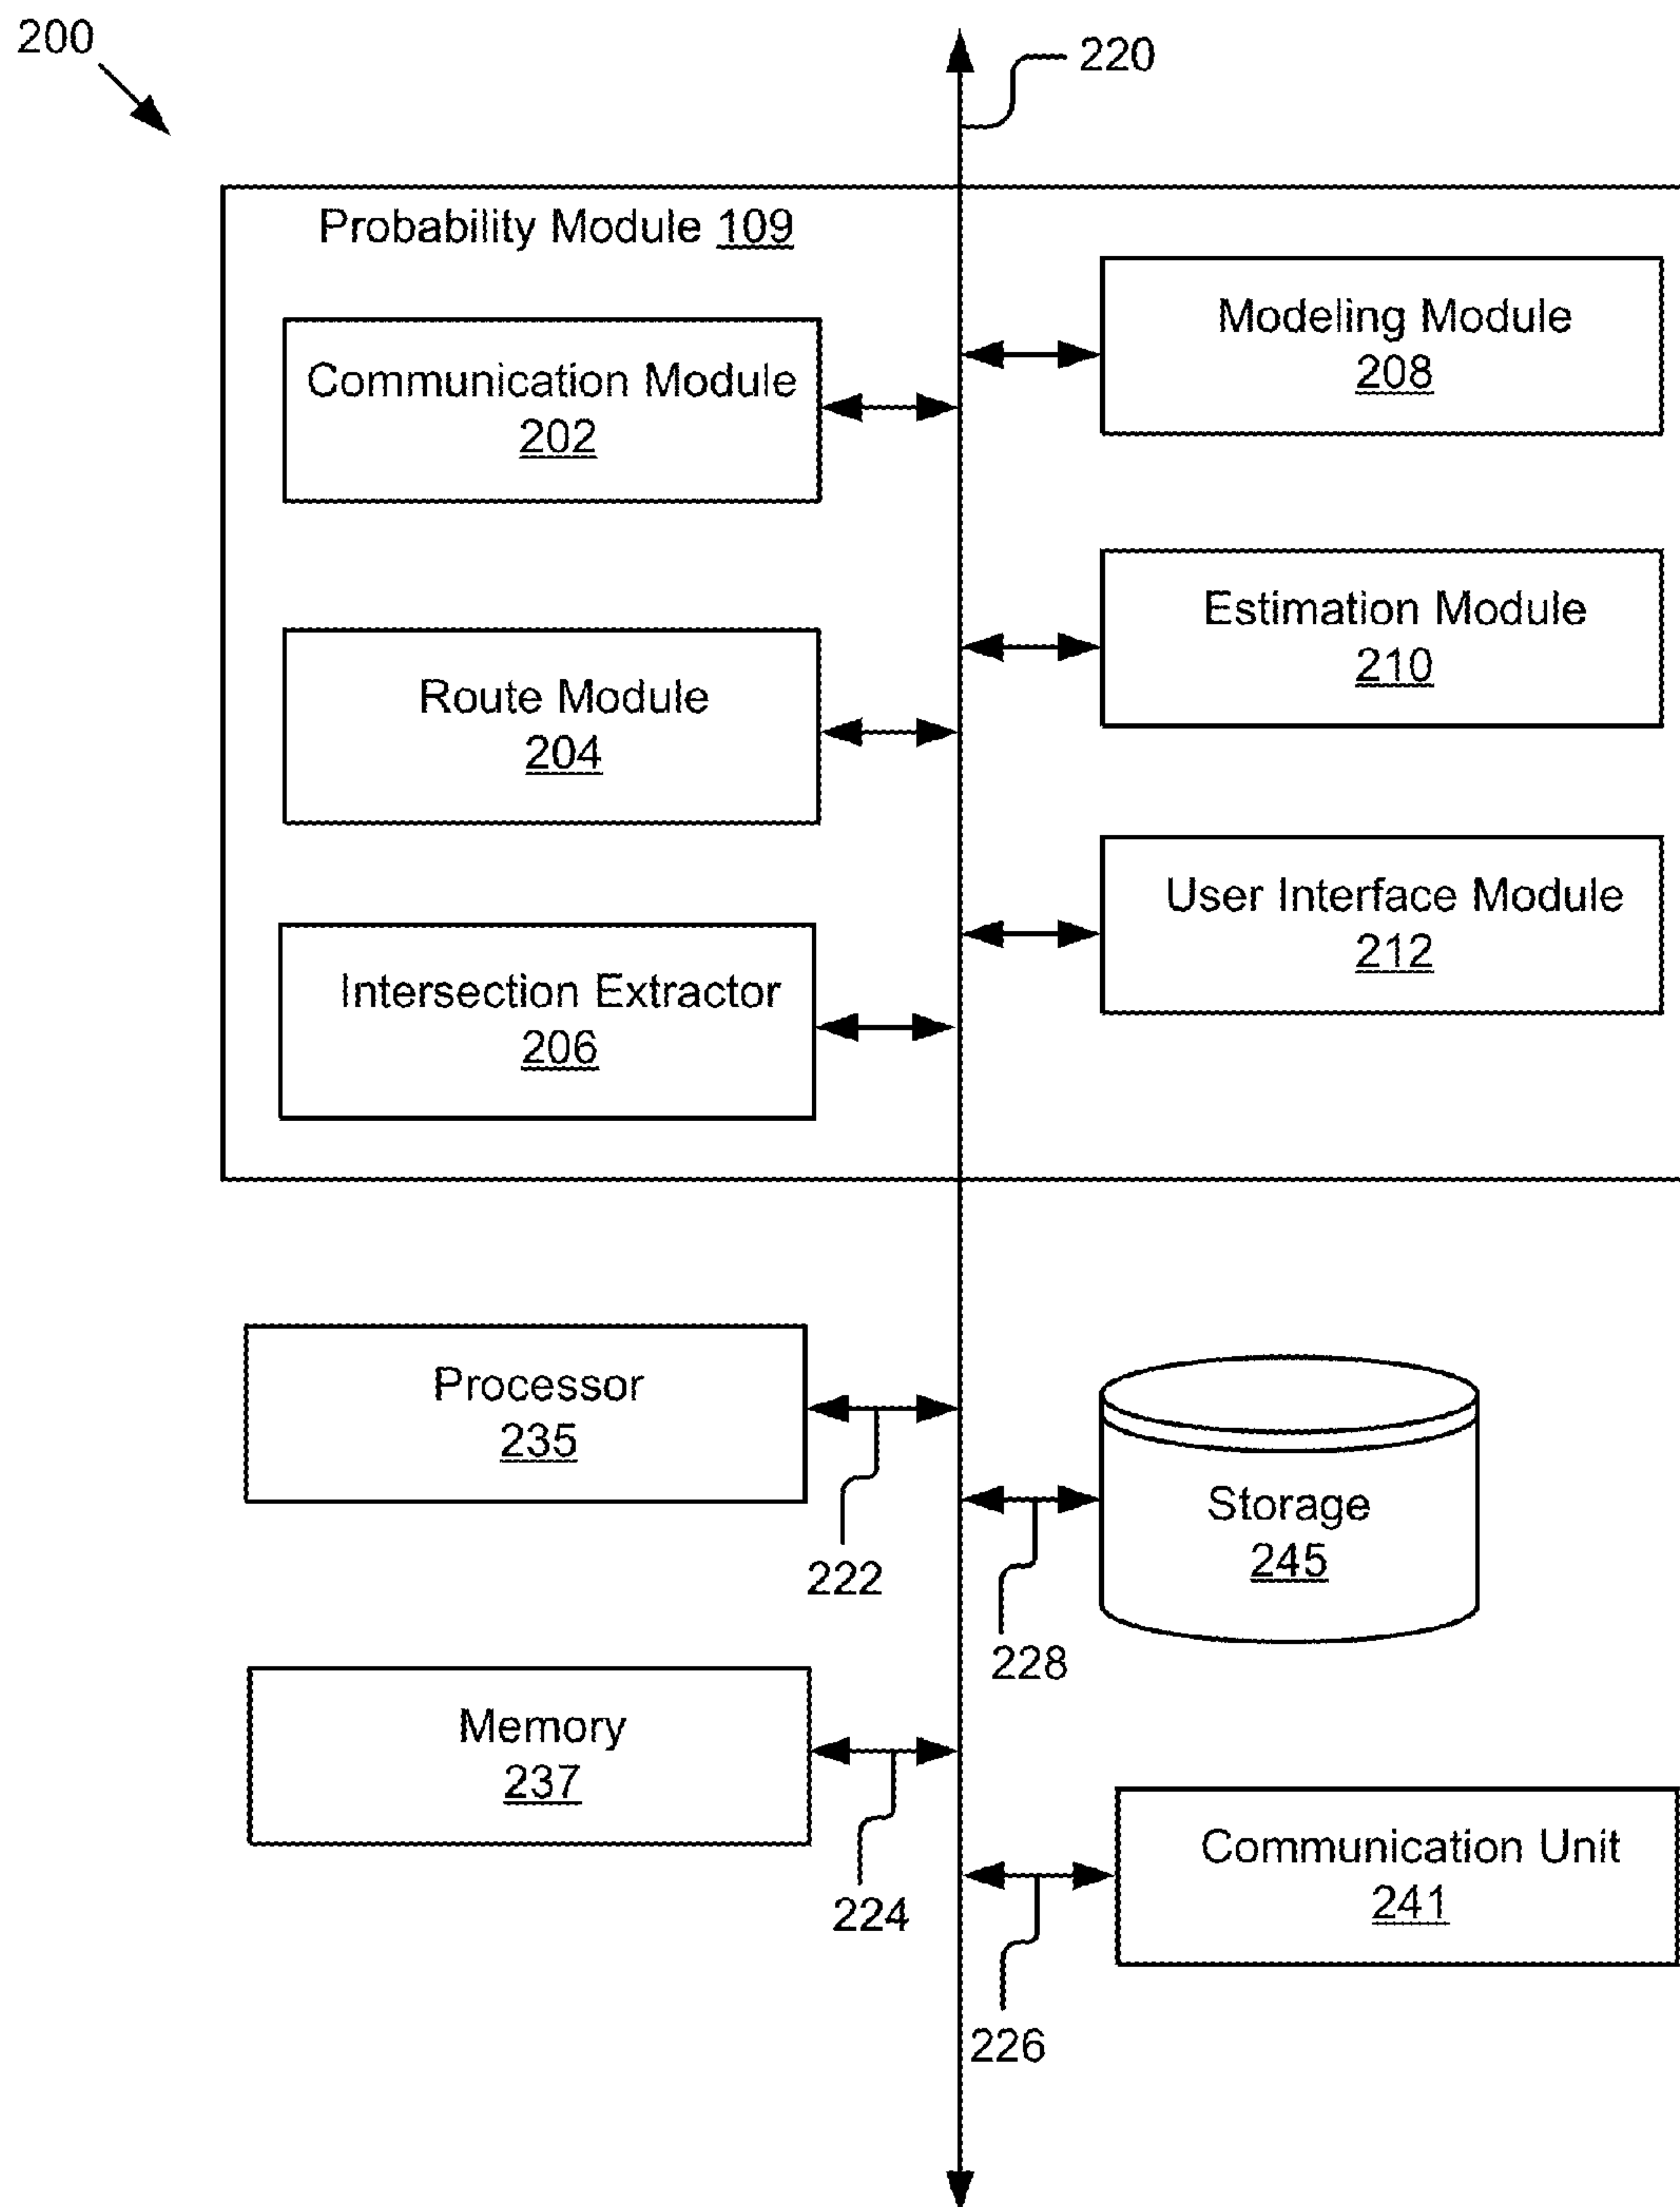 200
220
Probability Module 109
Communication Module
202
Modeling Module
208
Route Module
204
Estimation Module
210
Intersection Extractor
206
User Interface Module
212
Processor
235
222
Storage
245
228
Memory
237
224
Communication Unit
241
226